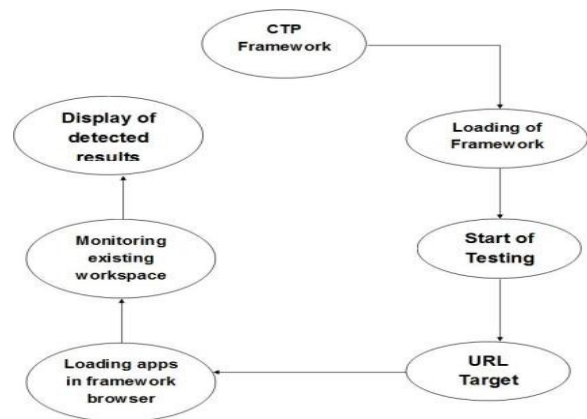 CTP
Framework
Loading of
Framework
Start of
Testing
URL
Target
Loading apps
in framework
browser
Monitoring
existing
workspace
Display of
detected
results